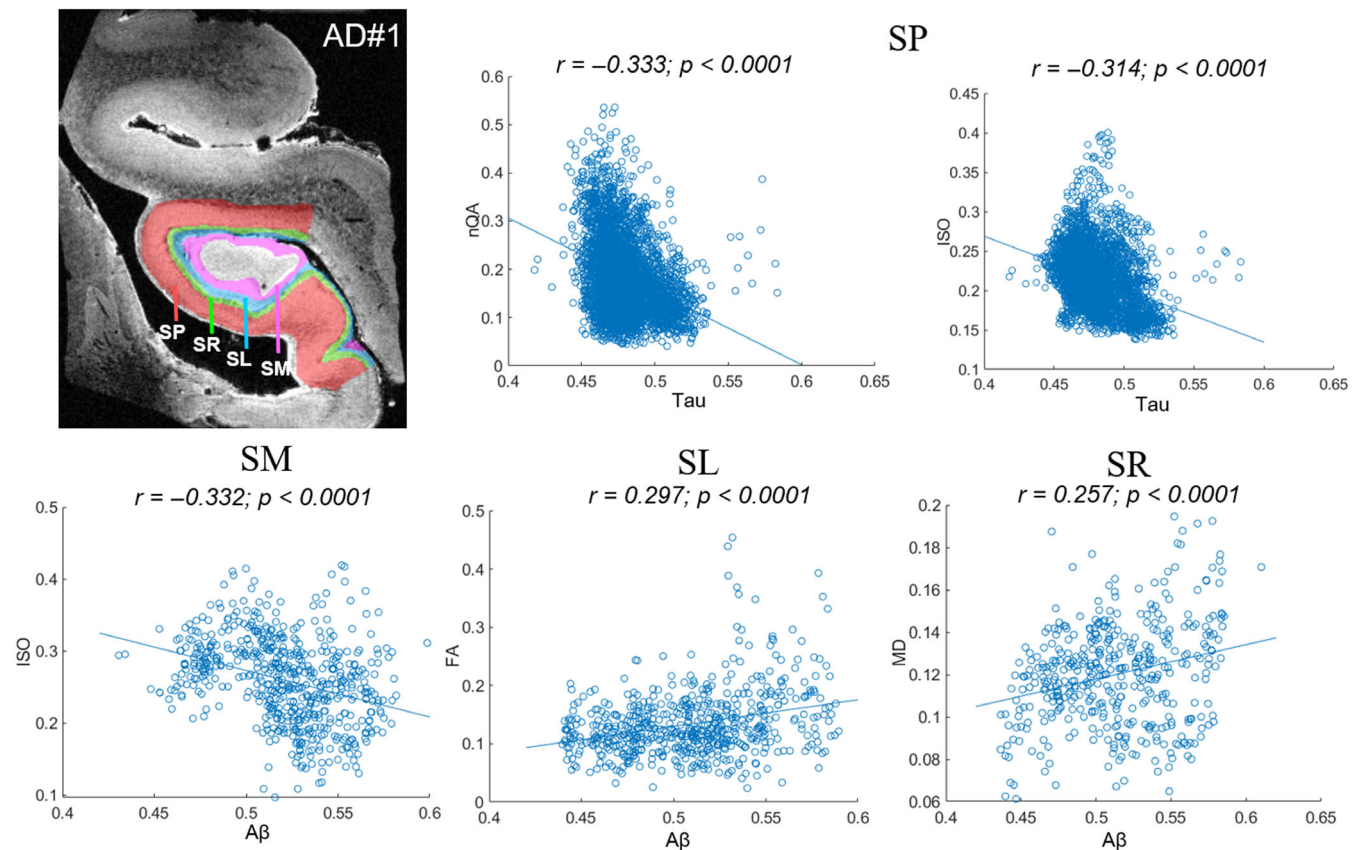 AD#1
SP
SR
SL
SM
SP
r = –0.333; p < 0.0001
nQA
0.6
0.5
0.4
0.3
0.2
0.1
0
0.4 0.45 0.5 0.55 0.6 0.65
Tau
r = –0.314; p < 0.0001
ISO
0.45
0.4
0.35
0.3
0.25
0.2
0.15
0.1
0.4 0.45 0.5 0.55 0.6 0.65
Tau
SM
r = –0.332; p < 0.0001
ISO
0.5
0.4
0.3
0.2
0.1
0.4 0.45 0.5 0.55 0.6
Aβ
SL
r = 0.297; p < 0.0001
FA
0.5
0.4
0.3
0.2
0.1
0
0.4 0.45 0.5 0.55 0.6
Aβ
SR
r = 0.257; p < 0.0001
MD
0.2
0.18
0.16
0.14
0.12
0.1
0.08
0.06
0.4 0.45 0.5 0.55 0.6 0.65
Aβ